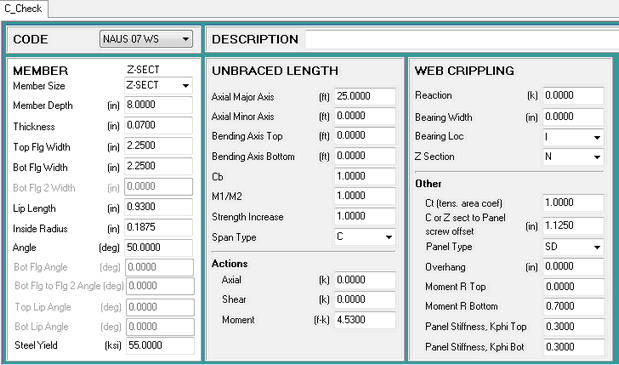 C_Check
CODE NAUS 07 WS
DESCRIPTION
MEMBER Z-SECT
Member Size Z-SECT
Member Depth (in) 8.0000
Thickness (in) 0.0700
Top Flg Width (in) 2.2500
Bot Flg Width (in) 2.2500
Bot Flg 2 Width (in) 0.0000
Lip Length (in) 0.9300
Inside Radius (in) 0.1875
Angle (deg) 50.0000
Bot Flg Angle (deg) 0.0000
Bot Flg to Flg 2 Angle (deg) 0.0000
Top Lip Angle (deg) 0.0000
Bot Lip Angle (deg) 0.0000
Steel Yield (ksi) 55.0000
UNBRACED LENGTH
Axial Major Axis (ft) 25.0000
Axial Minor Axis (ft) 0.0000
Bending Axis Top (ft) 0.0000
Bending Axis Bottom (ft) 0.0000
Cb 1.0000
M1/M2 1.0000
Strength Increase 1.0000
Span Type C
Actions
Axial (k) 0.0000
Shear (k) 0.0000
Moment (f-k) 4.5300
WEB CRIPPLING
Reaction (k) 0.0000
Bearing Width (in) 0.0000
Bearing Loc I
Z Section N
Other
Ct (tens. area coef) 1.0000
C or Z sect to Panel
screw offset (in) 1.1250
Panel Type SD
Overhang (in) 0.0000
Moment R Top 0.0000
Moment R Bottom 0.7000
Panel Stiffness, Kphi Top 0.3000
Panel Stiffness, Kphi Bot 0.3000